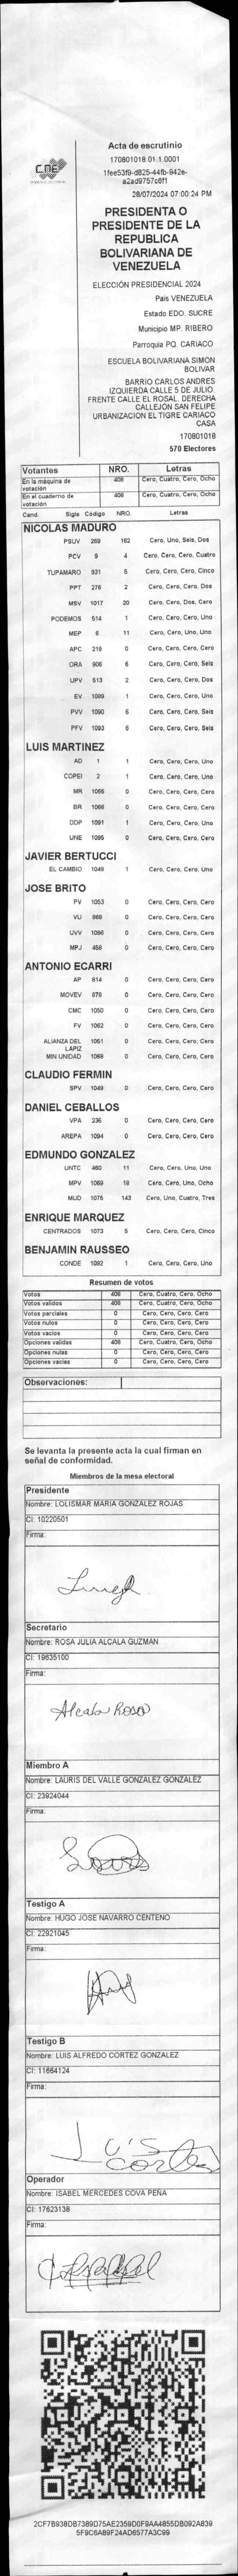 CNE
Acta de escrutinio
170801018.01.1.0001
1fee53f9-d825-44fb-942e-
a2ad9757c6f1
28/07/2024 07:00:24 PM
PRESIDENTA O
PRESIDENTE DE LA
REPUBLICA
BOLIVARIANA DE
VENEZUELA
ELECCIÓN PRESIDENCIAL 2024
Pais VENEZUELA
Estado EDO. SUCRE
Municipio MP. RIBERO
Parroquia PQ. CARIACO
ESCUELA BOLIVARIANA SIMON
BOLIVAR
BARRIO CARLOS ANDRES
IZQUIERDA CALLE 5 DE JULIO.
FRENTE CALLE EL ROSAL. DERECHA
CALLEJÓN SAN FELIPE
URBANIZACION EL TIGRE CARIACO
CASA
170801018
570 Electores
Votantes NRO. Letras
En la máquina de votación 408 Cero, Cuatro, Cero, Ocho
En el cuaderno de votación 408 Cero, Cuatro, Cero, Ocho
Cand. Sigla Código NRO. Letras
NICOLAS MADURO
PSUV 269 162 Cero, Uno, Seis, Dos
PCV 9 4 Cero, Cero, Cero, Cuatro
TUPAMARO 931 5 Cero, Cero, Cero, Cinco
PPT 276 2 Cero, Cero, Cero, Dos
MSV 1017 20 Cero, Cero, Dos, Cero
PODEMOS 514 1 Cero, Cero, Cero, Uno
MEP 6 11 Cero, Cero, Uno, Uno
APC 219 0 Cero, Cero, Cero, Cero
ORA 906 6 Cero, Cero, Cero, Seis
UPV 513 2 Cero, Cero, Cero, Dos
EV 1089 1 Cero, Cero, Cero, Uno
PVV 1090 6 Cero, Cero, Cero, Seis
PFV 1093 6 Cero, Cero, Cero, Seis
LUIS MARTINEZ
AD 1 1 Cero, Cero, Cero, Uno
COPEI 2 1 Cero, Cero, Cero, Uno
MR 1065 0 Cero, Cero, Cero, Cero
BR 1066 0 Cero, Cero, Cero, Cero
DDP 1091 1 Cero, Cero, Cero, Uno
UNE 1095 0 Cero, Cero, Cero, Cero
JAVIER BERTUCCI
EL CAMBIO 1049 1 Cero, Cero, Cero, Uno
JOSE BRITO
PV 1053 0 Cero, Cero, Cero, Cero
VU 869 0 Cero, Cero, Cero, Cero
UVV 1096 0 Cero, Cero, Cero, Cero
MPJ 458 0 Cero, Cero, Cero, Cero
ANTONIO ECARRI
AP 814 0 Cero, Cero, Cero, Cero
MOVEV 878 0 Cero, Cero, Cero, Cero
CMC 1050 0 Cero, Cero, Cero, Cero
FV 1062 0 Cero, Cero, Cero, Cero
ALIANZA DEL LAPIZ 1051 0 Cero, Cero, Cero, Cero
MIN UNIDAD 1068 0 Cero, Cero, Cero, Cero
CLAUDIO FERMIN
SPV 1049 0 Cero, Cero, Cero, Cero
DANIEL CEBALLOS
VPA 236 0 Cero, Cero, Cero, Cero
AREPA 1094 0 Cero, Cero, Cero, Cero
EDMUNDO GONZALEZ
UNTC 460 11 Cero, Cero, Uno, Uno
MPV 1069 18 Cero, Cero, Uno, Ocho
MUD 1075 143 Cero, Uno, Cuatro, Tres
ENRIQUE MARQUEZ
CENTRADOS 1073 5 Cero, Cero, Cero, Cinco
BENJAMIN RAUSSEO
CONDE 1092 1 Cero, Cero, Cero, Uno
Resumen de votos
Votos 408 Cero, Cuatro, Cero, Ocho
Votos validos 408 Cero, Cuatro, Cero, Ocho
Votos parciales 0 Cero, Cero, Cero, Cero
Votos nulos 0 Cero, Cero, Cero, Cero
Votos vacios 0 Cero, Cero, Cero, Cero
Opciones validas 408 Cero, Cuatro, Cero, Ocho
Opciones nulas 0 Cero, Cero, Cero, Cero
Opciones vacias 0 Cero, Cero, Cero, Cero
Observaciones:
Se levanta la presente acta la cual firman en
señal de conformidad.
Miembros de la mesa electoral
Presidente
Nombre: LOLISMAR MARIA GONZALEZ ROJAS
CI: 10220501
Firma:
Secretario
Nombre: ROSA JULIA ALCALA GUZMAN
CI: 19635100
Firma:
Alcala Rosa
Miembro A
Nombre: LAURIS DEL VALLE GONZALEZ GONZALEZ
CI: 23924044
Firma:
Testigo A
Nombre: HUGO JOSE NAVARRO CENTENO
CI: 22921045
Firma:
Testigo B
Nombre: LUIS ALFREDO CORTEZ GONZALEZ
CI: 11664124
Firma:
Luis
Cortez
Operador
Nombre: ISABEL MERCEDES COVA PEÑA
CI: 17623138
Firma:
2CF7B938DB7389D75AE2359D0F9AA4855DB092A839
5F9C6AB9F24AD6577A3C99